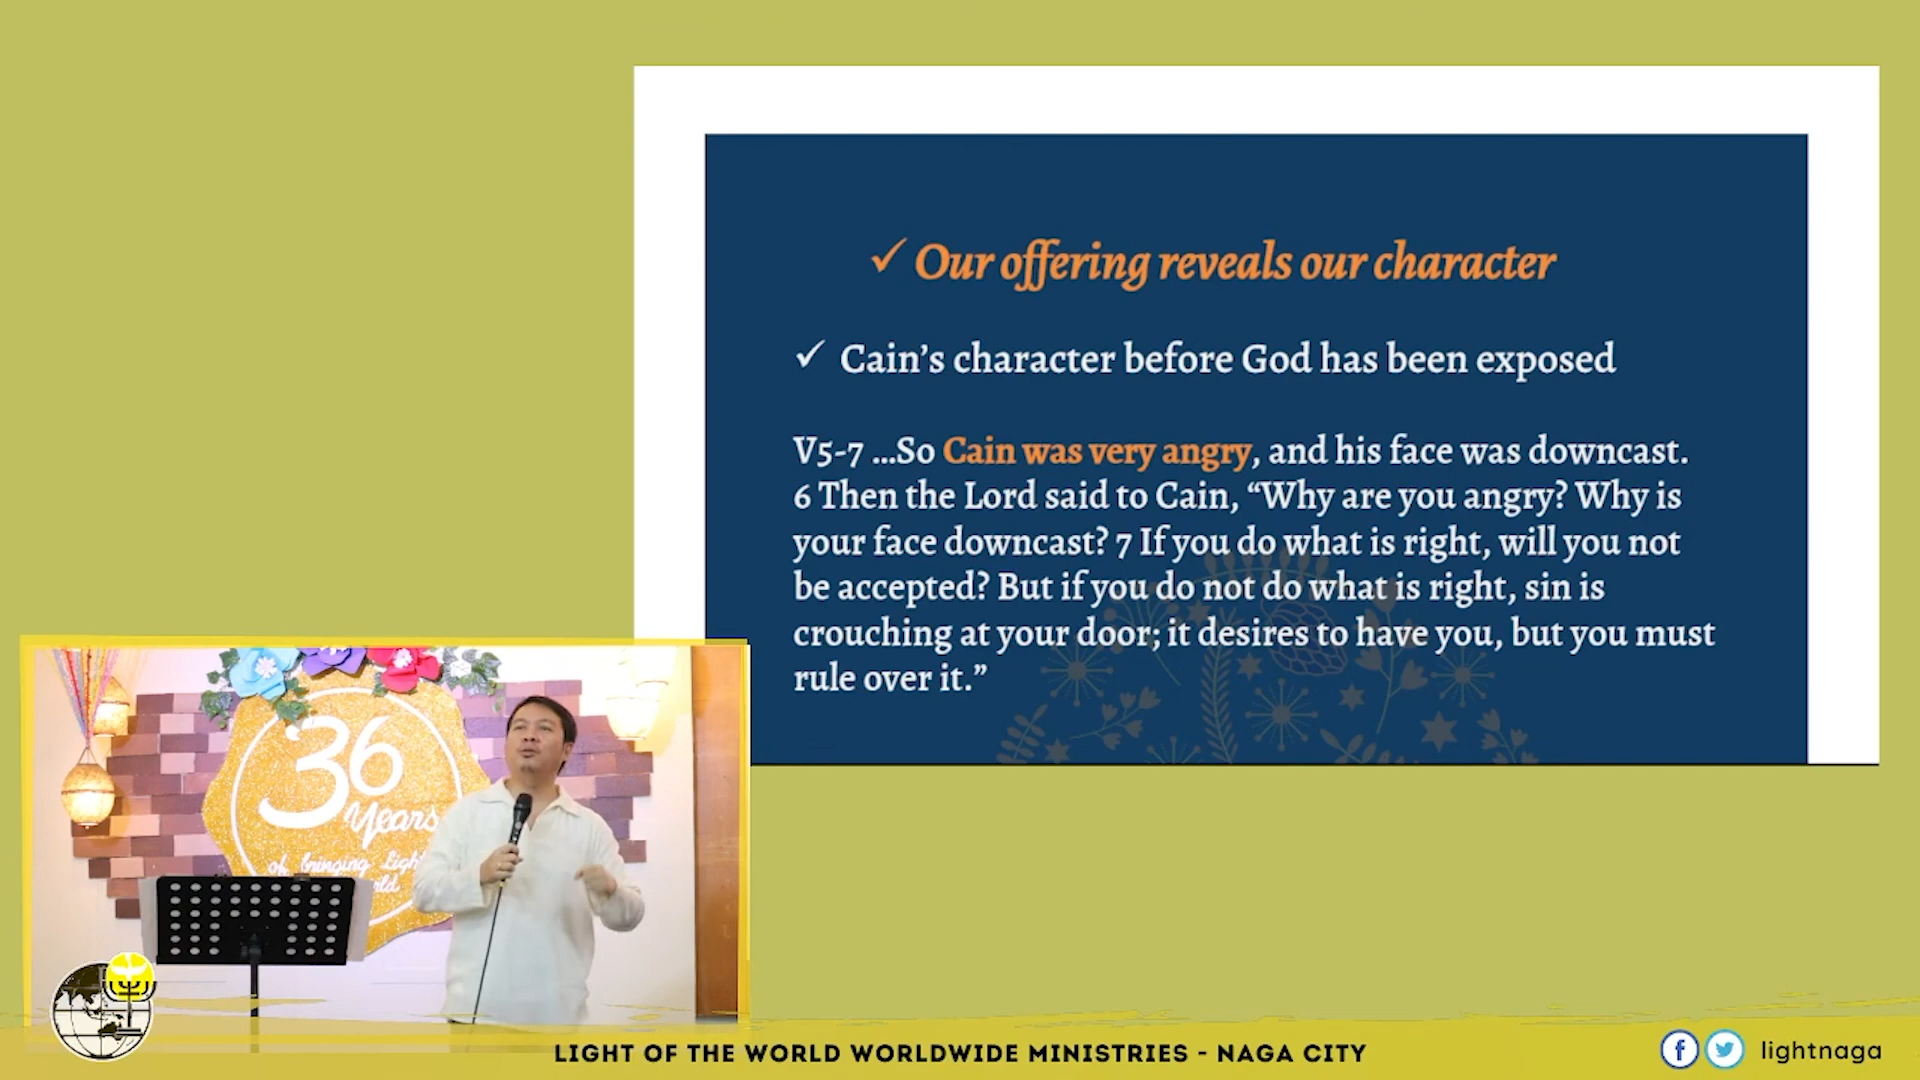 Our offering reveals our character
Cain’s character before God has been exposed
V5-7 ...So Cain was very angry, and his face was downcast.
6 Then the Lord said to Cain, “Why are you angry? Why is
your face downcast? 7 If you do what is right, will you not
be accepted? But if you do not do what is right, sin is
crouching at your door; it desires to have you, but you must
rule over it.”
36
Years
of bringing Light
LIGHT OF THE WORLD WORLDWIDE MINISTRIES - NAGA CITY
lightnaga